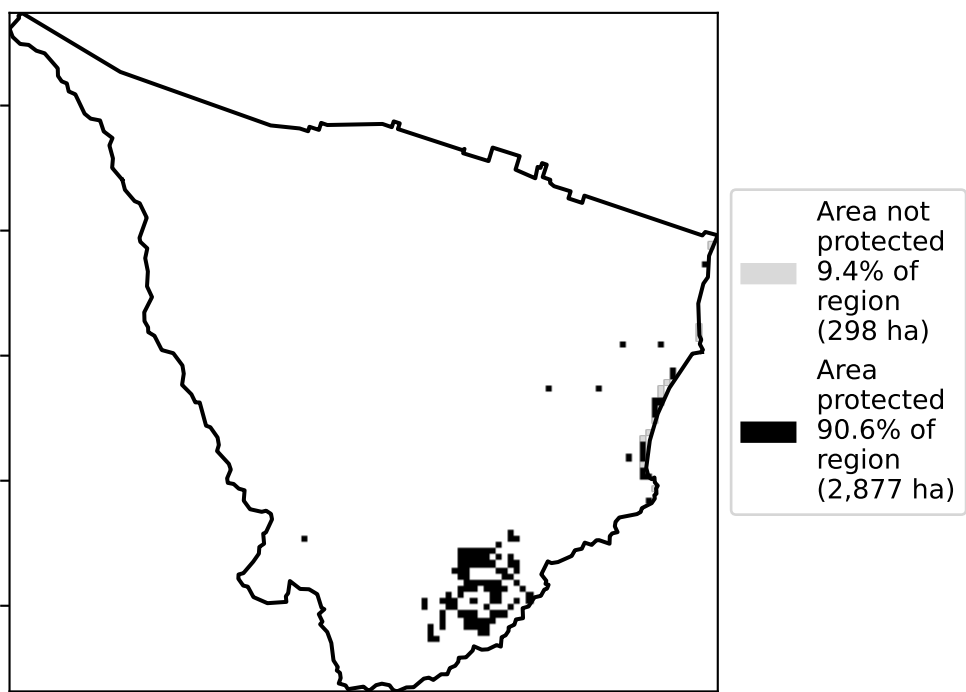 Area not
protected
9.4% of
region
(298 ha)
Area
protected
90.6% of
region
(2,877 ha)